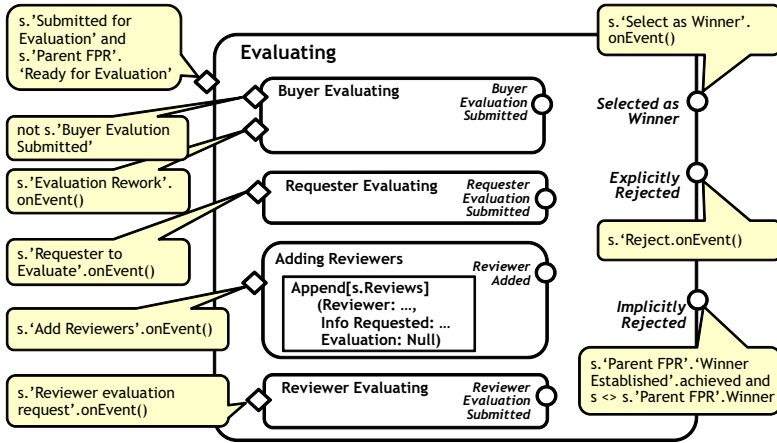 s.’Submitted for
Evaluation’ and
s.’Parent FPR’.
‘Ready for Evaluation’
not s.’Buyer Evalution
Submitted’
s.’Evaluation Rework’.
onEvent()
s.’Requester to
Evaluate’.onEvent()
s.‘Add Reviewers’.onEvent()
s.’Reviewer evaluation
request’.onEvent()
Evaluating
Buyer Evaluating
Buyer
Evaluation
Submitted
Requester Evaluating
Requester
Evaluation
Submitted
Adding Reviewers
Reviewer
Added
Append[s.Reviews]
(Reviewer: …,
Info Requested: …
Evaluation: Null)
Reviewer Evaluating
Reviewer
Evaluation
Submitted
s.‘Select as Winner’.
onEvent()
Selected as
Winner
Explicitly
Rejected
s.’Reject.onEvent()
Implicitly
Rejected
s.‘Parent FPR’.‘Winner
Established’.achieved and
s <> s.’Parent FPR’.Winner